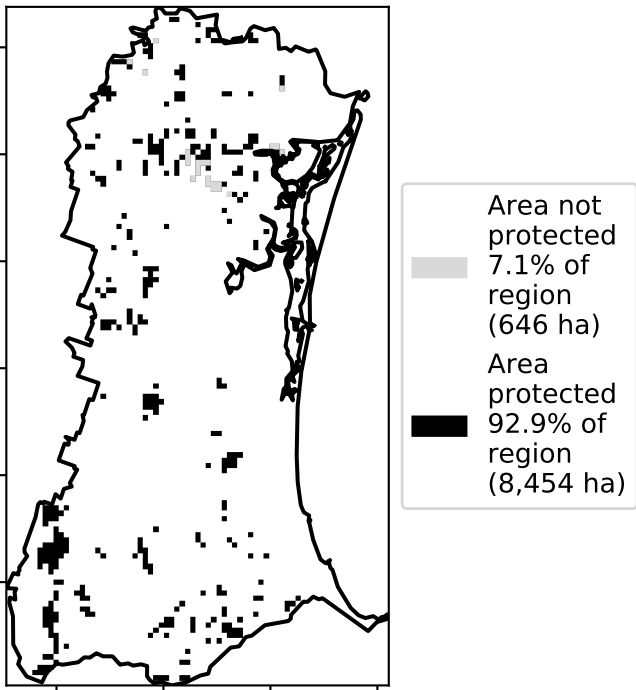 Area not
protected
7.1% of
region
(646 ha)
Area
protected
92.9% of
region
(8,454 ha)